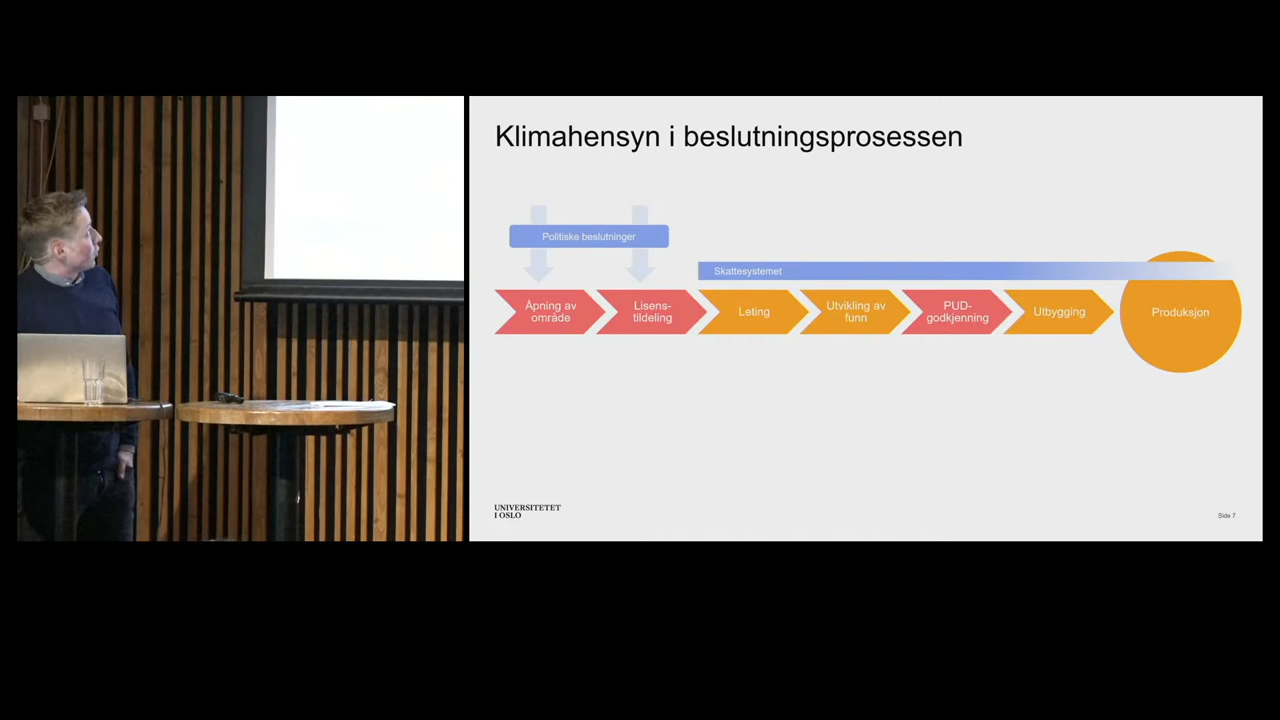 Klimahensyn i beslutningsprosessen
Politiske beslutninger
Skattesystemet
Åpning av
område
Lisens-
tildeling
Leting
Utvikling av
funn
PUD-
godkjenning
Utbygging
Produksjon
UNIVERSITETET
I OSLO
Side 7